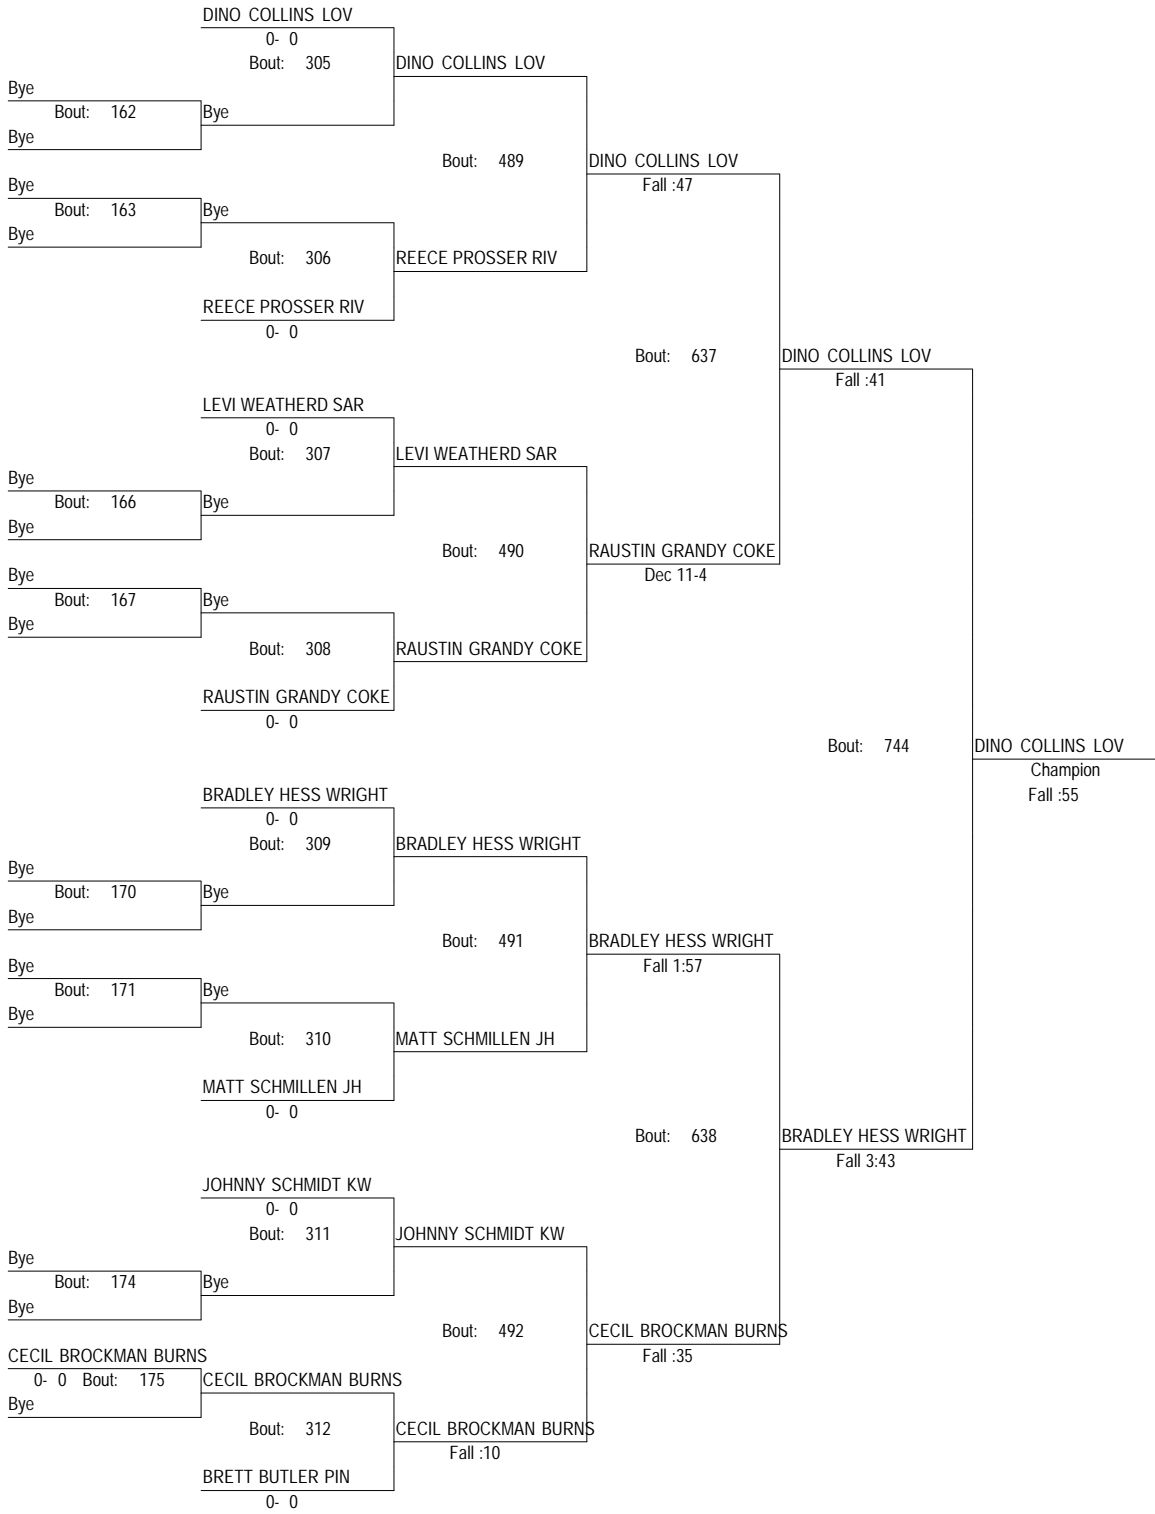 DINO COLLINS LOV
0- 0
Bout: 305
DINO COLLINS LOV
Bye
Bout: 162
Bye
Bye
Bout: 489
DINO COLLINS LOV
Fall :47
Bye
Bout: 163
Bye
Bye
Bout: 306
REECE PROSSER RIV
REECE PROSSER RIV
0- 0
Bout: 637
DINO COLLINS LOV
Fall :41
LEVI WEATHERD SAR
0- 0
Bout: 307
LEVI WEATHERD SAR
Bye
Bout: 166
Bye
Bye
Bout: 490
RAUSTIN GRANDY COKE
Dec 11-4
Bye
Bout: 167
Bye
Bye
Bout: 308
RAUSTIN GRANDY COKE
RAUSTIN GRANDY COKE
0- 0
Bout: 744
DINO COLLINS LOV
Champion
Fall :55
BRADLEY HESS WRIGHT
0- 0
Bout: 309
BRADLEY HESS WRIGHT
Bye
Bout: 170
Bye
Bye
Bout: 491
BRADLEY HESS WRIGHT
Fall 1:57
Bye
Bout: 171
Bye
Bye
Bout: 310
MATT SCHMILLEN JH
MATT SCHMILLEN JH
0- 0
Bout: 638
BRADLEY HESS WRIGHT
Fall 3:43
JOHNNY SCHMIDT KW
0- 0
Bout: 311
JOHNNY SCHMIDT KW
Bye
Bout: 174
Bye
Bye
Bout: 492
CECIL BROCKMAN BURNS
Fall :35
CECIL BROCKMAN BURNS
0- 0 Bout: 175
CECIL BROCKMAN BURNS
Bye
Bout: 312
CECIL BROCKMAN BURNS
Fall :10
BRETT BUTLER PIN
0- 0